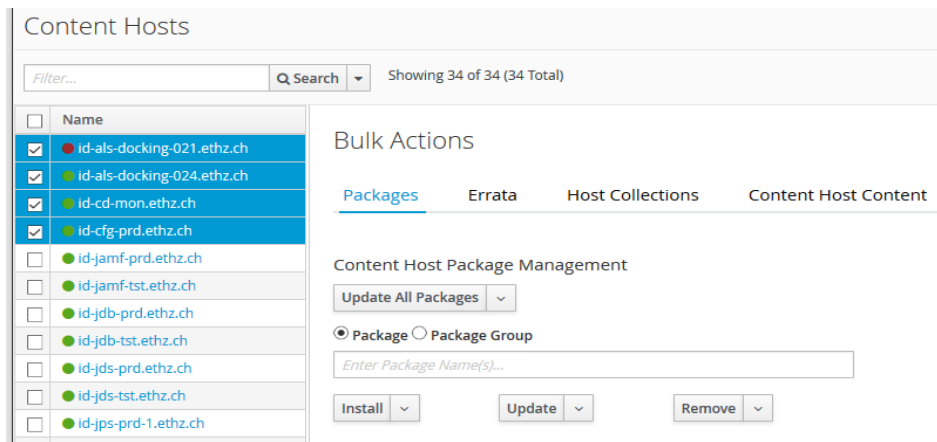 Content Hosts
Filter...
Search
Showing 34 of 34 (34 Total)
Name
id-als-docking-021.ethz.ch
id-als-docking-024.ethz.ch
id-cd-mon.ethz.ch
id-cfg-prd.ethz.ch
id-jamf-prd.ethz.ch
id-jamf-tst.ethz.ch
id-jdb-prd.ethz.ch
id-jdb-tst.ethz.ch
id-jds-prd.ethz.ch
id-jds-tst.ethz.ch
id-jps-prd-1.ethz.ch
Bulk Actions
Packages Errata Host Collections Content Host Content
Content Host Package Management
Update All Packages
Package Package Group
Enter Package Name(s)...
Install Update Remove